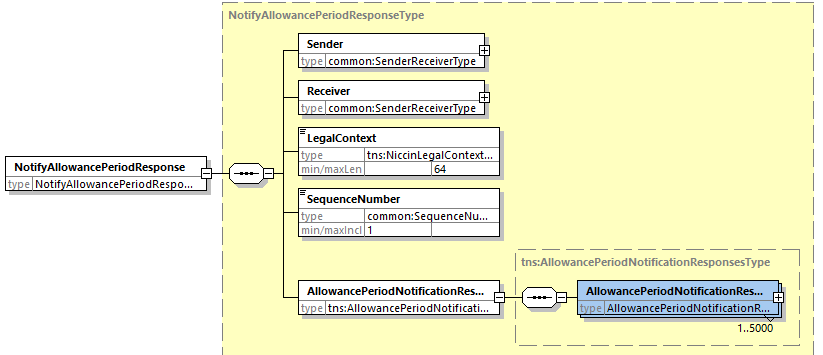 NotifyAllowancePeriodResponseType
Sender
type common:SenderReceiverType
Receiver
type common:SenderReceiverType
LegalContext
type tns:NiccinLegalContext...
min/maxLen 64
NotifyAllowancePeriodResponse
type NotifyAllowancePeriodRespo...
SequenceNumber
type common:SequenceNu...
min/maxIncl 1
tns:AllowancePeriodNotificationResponsesType
AllowancePeriodNotificationRes...
type tns:AllowancePeriodNotificati...
AllowancePeriodNotificationRes...
type AllowancePeriodNotificationR...
1..5000